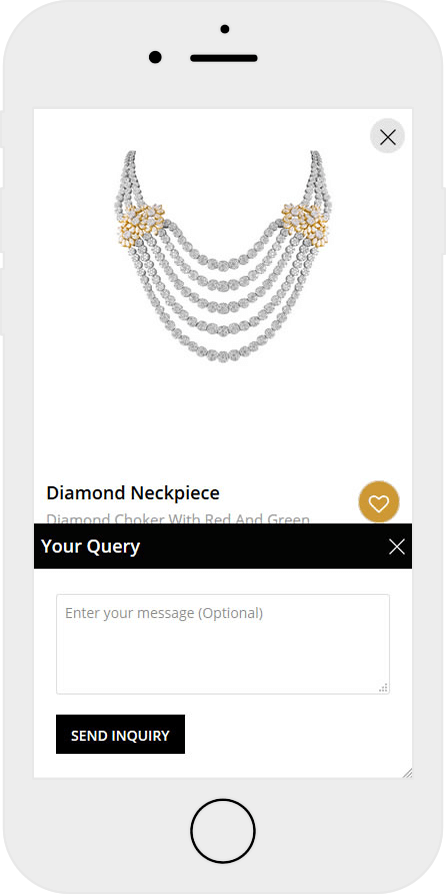 Diamond Neckpiece
Diamond Choker With Red And Green
Your Query
Enter your message (Optional)
SEND INQUIRY